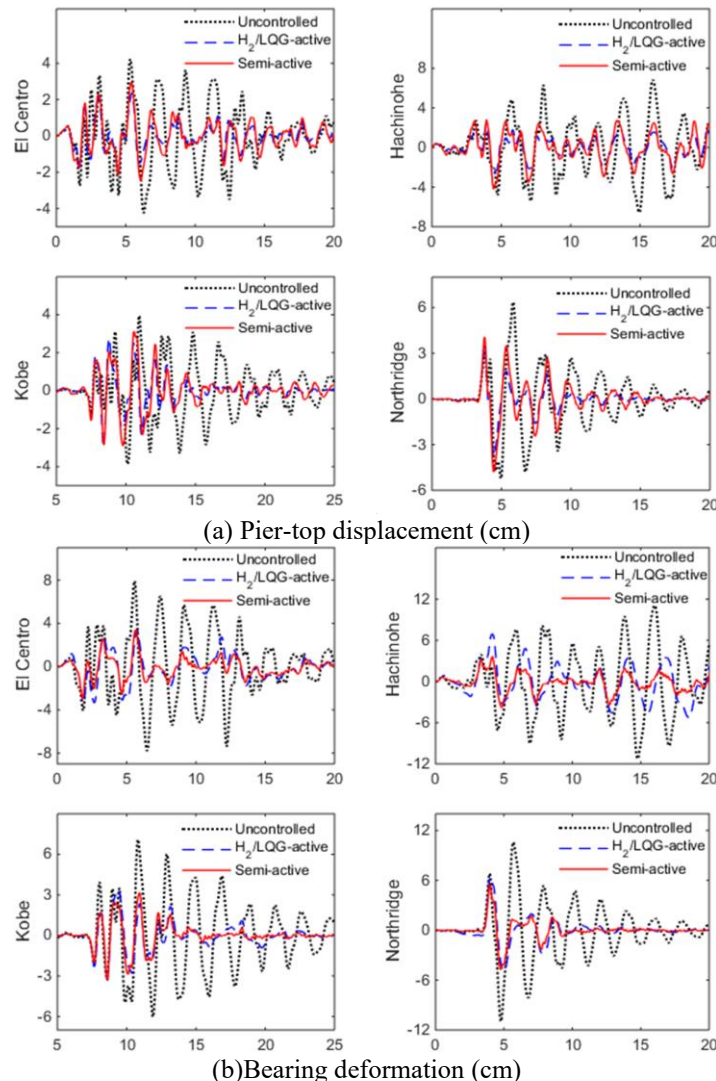 Uncontrolled
H2/LQG-active
Semi-active
El Centro
4
2
0
-2
-4
0 5 10 15 20
Uncontrolled
H2/LQG-active
Semi-active
Hachinohe
8
4
0
-4
-8
0 5 10 15 20
Uncontrolled
H2/LQG-active
Semi-active
Kobe
4
2
0
-2
-4
5 10 15 20 25
Uncontrolled
H2/LQG-active
Semi-active
Northridge
6
3
0
-3
-6
0 5 10 15 20
(a) Pier-top displacement (cm)
Uncontrolled
H2/LQG-active
Semi-active
El Centro
8
4
0
-4
-8
0 5 10 15 20
Uncontrolled
H2/LQG-active
Semi-active
Hachinohe
12
6
0
-6
-12
0 5 10 15 20
Uncontrolled
H2/LQG-active
Semi-active
Kobe
6
3
0
-3
-6
5 10 15 20 25
Uncontrolled
H2/LQG-active
Semi-active
Northridge
12
6
0
-6
-12
0 5 10 15 20
(b)Bearing deformation (cm)